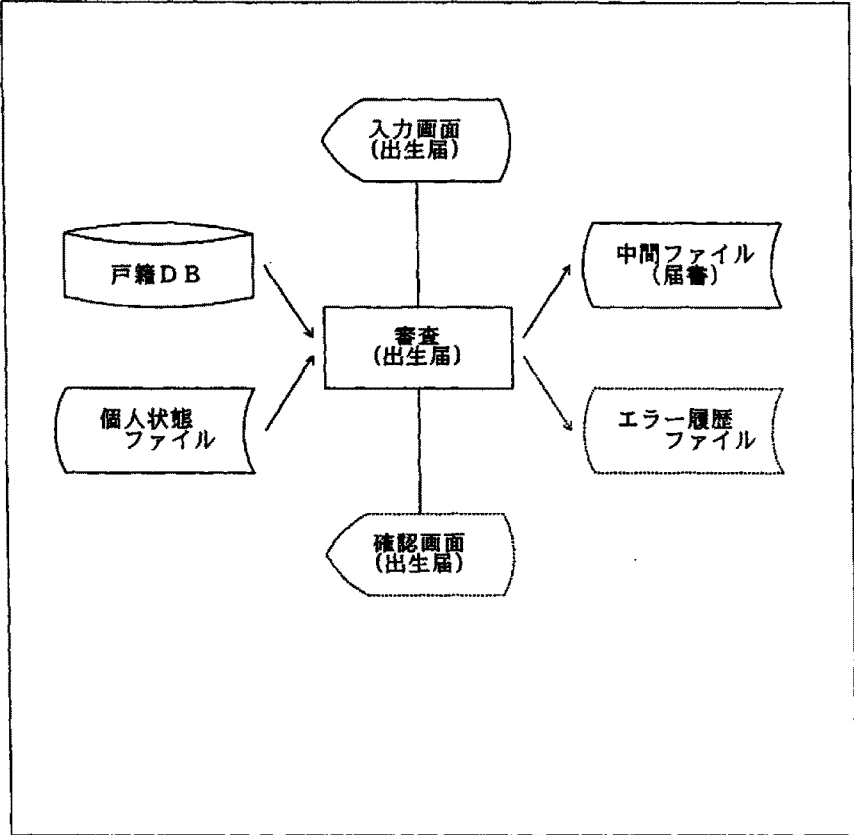 入力画面
(出生届)
戸籍DB
中間ファイル
(届書)
審査
(出生届)
個人状態
ファイル
エラー履歴
ファイル
確認画面
(出生届)